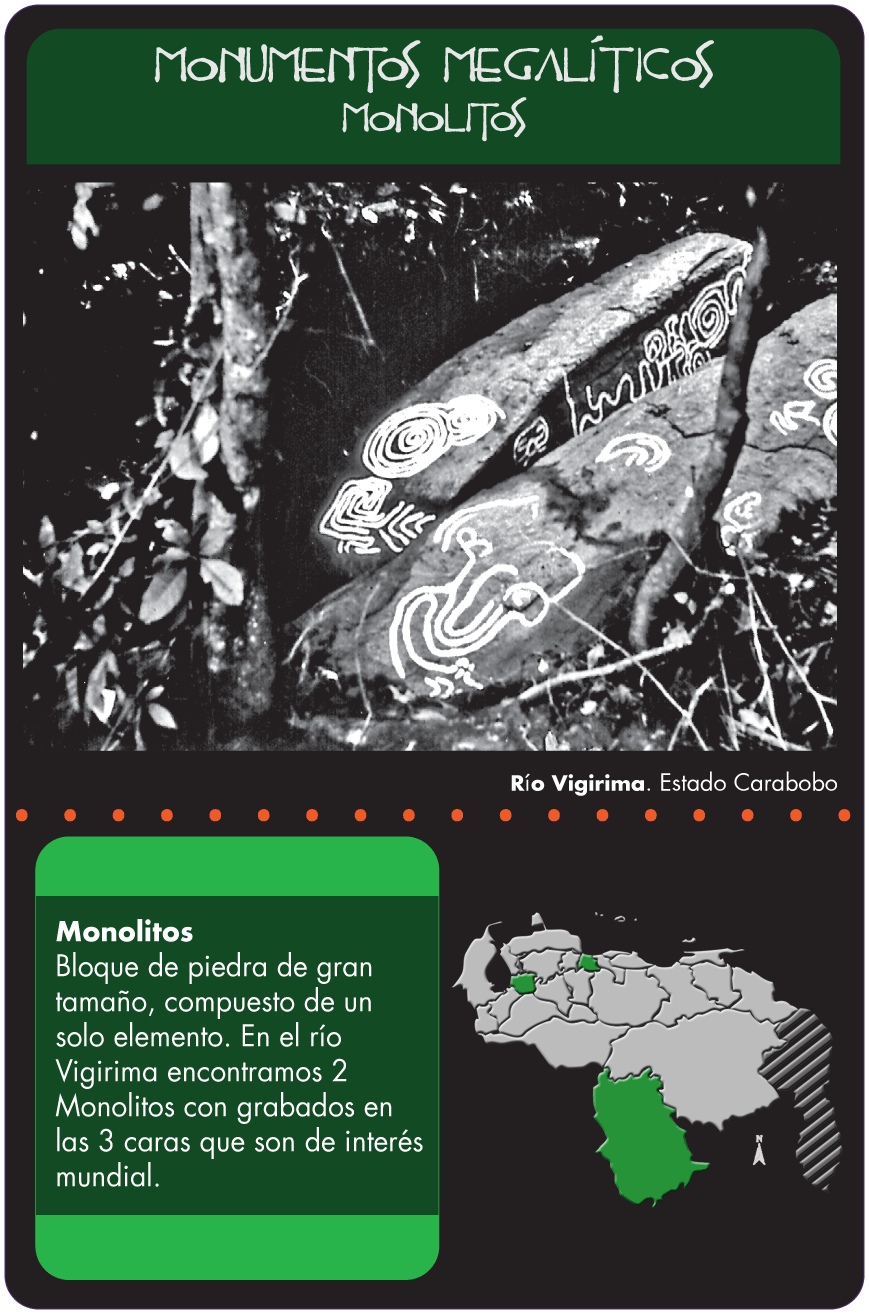 MONUMENTOS MEGALÍTICOS
MONOLITOS
Río Vigirima. Estado Carabobo
Monolitos
Bloque de piedra de gran
tamaño, compuesto de un
solo elemento. En el río
Vigirima encontramos 2
Monolitos con grabados en
las 3 caras que son de interés
mundial.
N